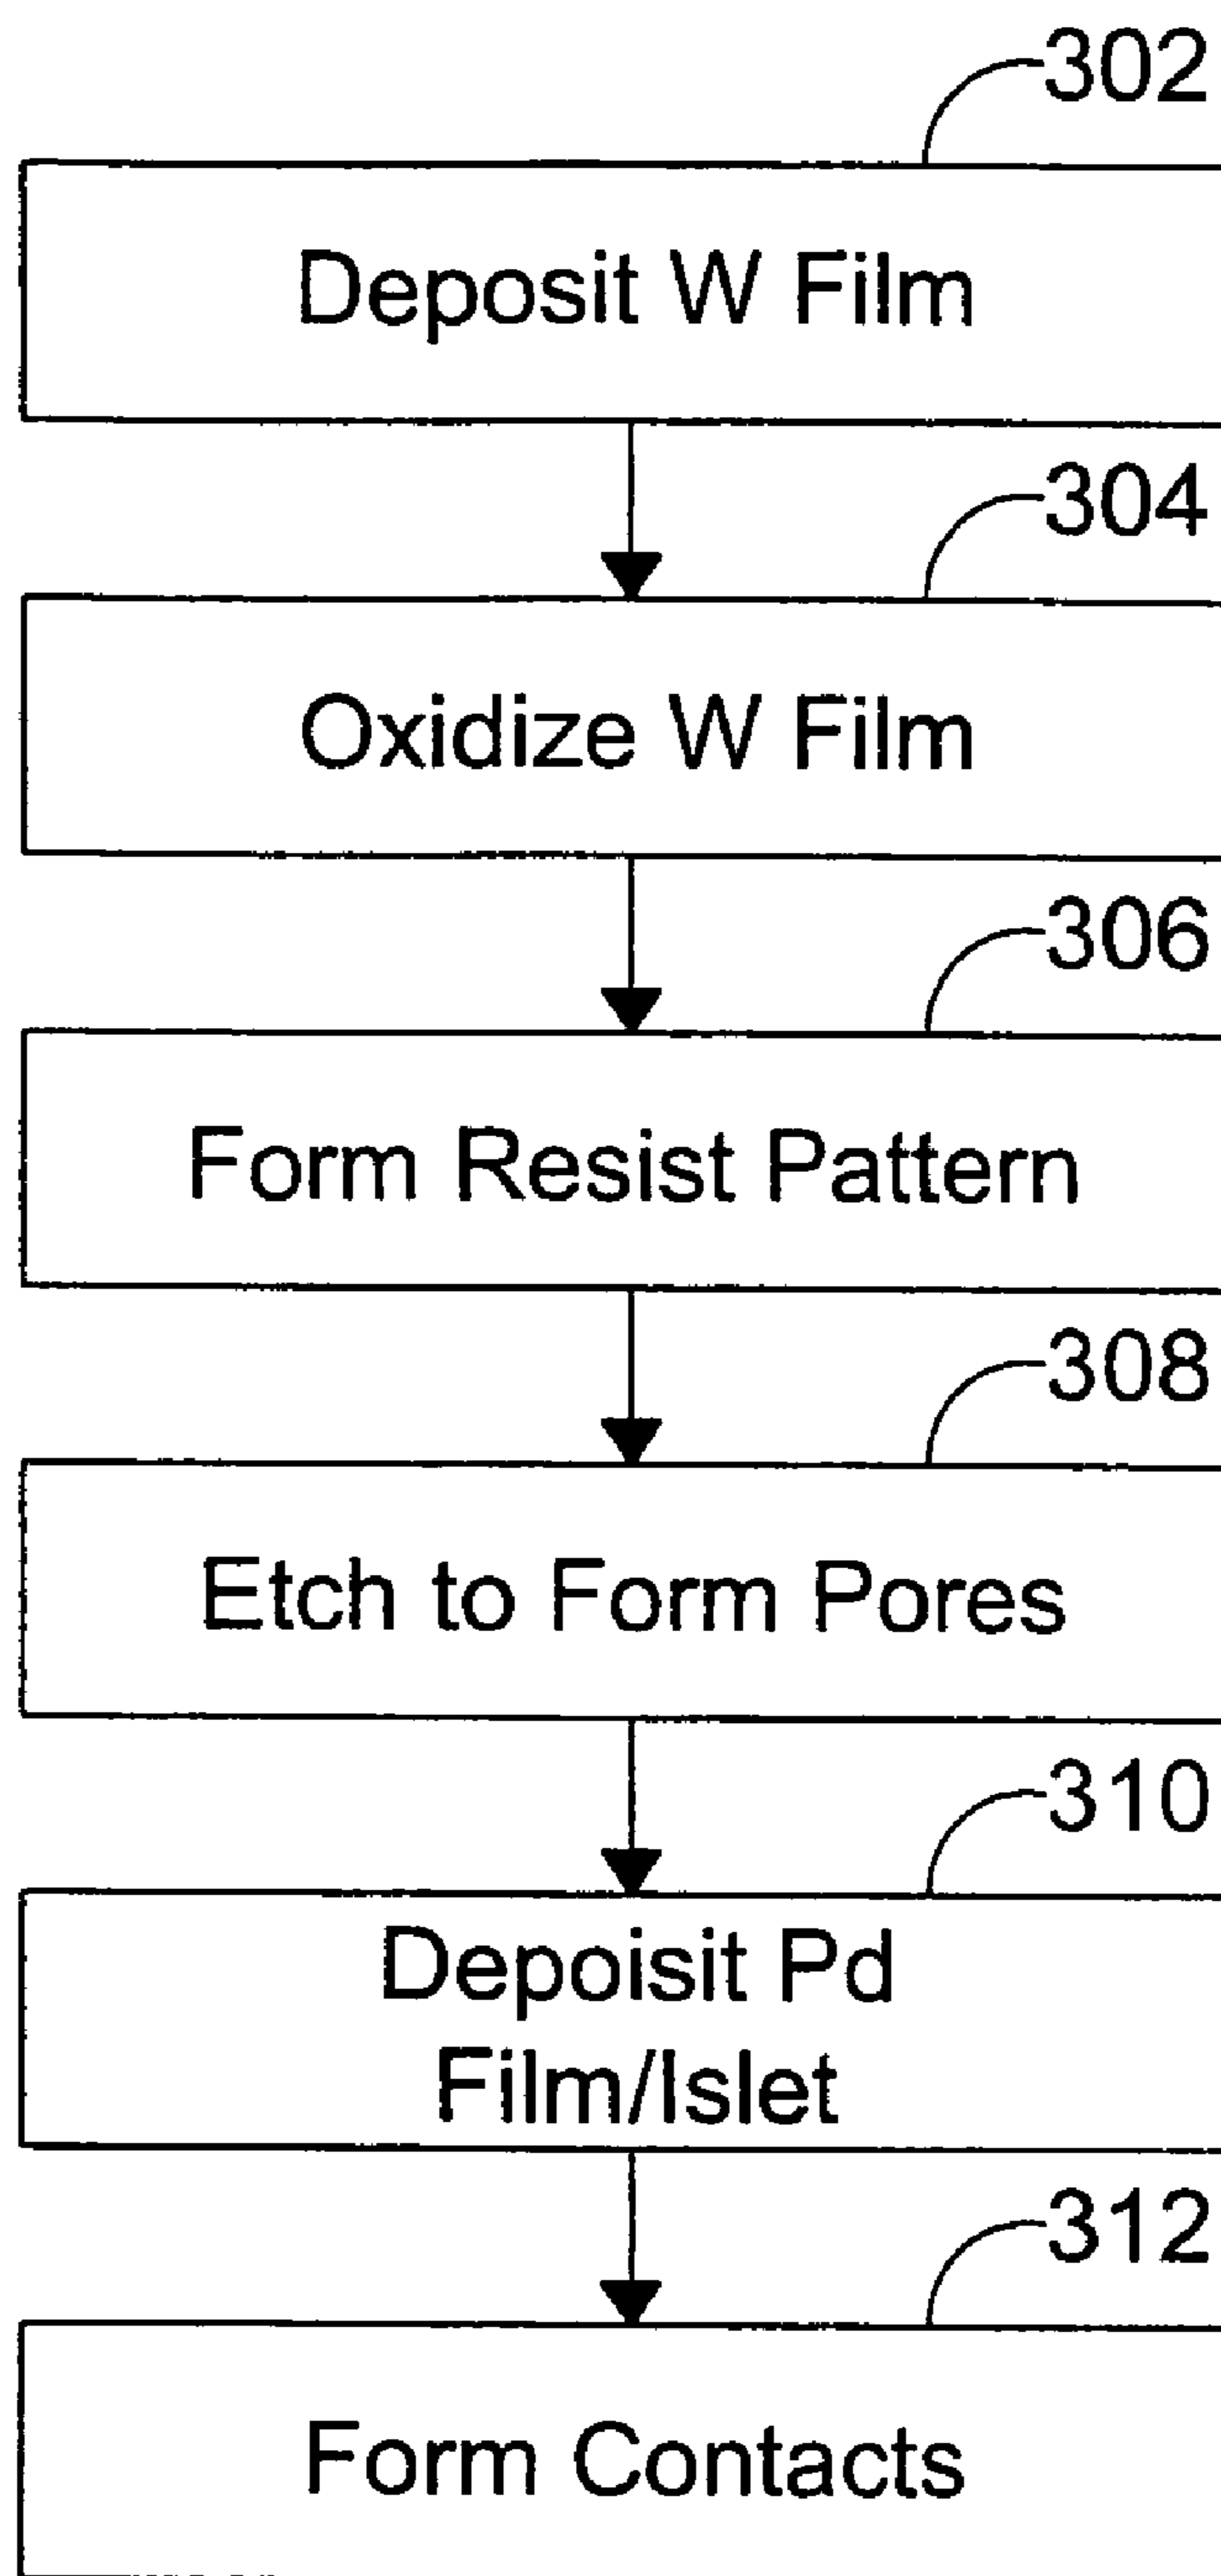 302
Deposit W Film
304
Oxidize W Film
306
Form Resist Pattern
308
Etch to Form Pores
310
Depoisit Pd
Film/Islet
312
Form Contacts